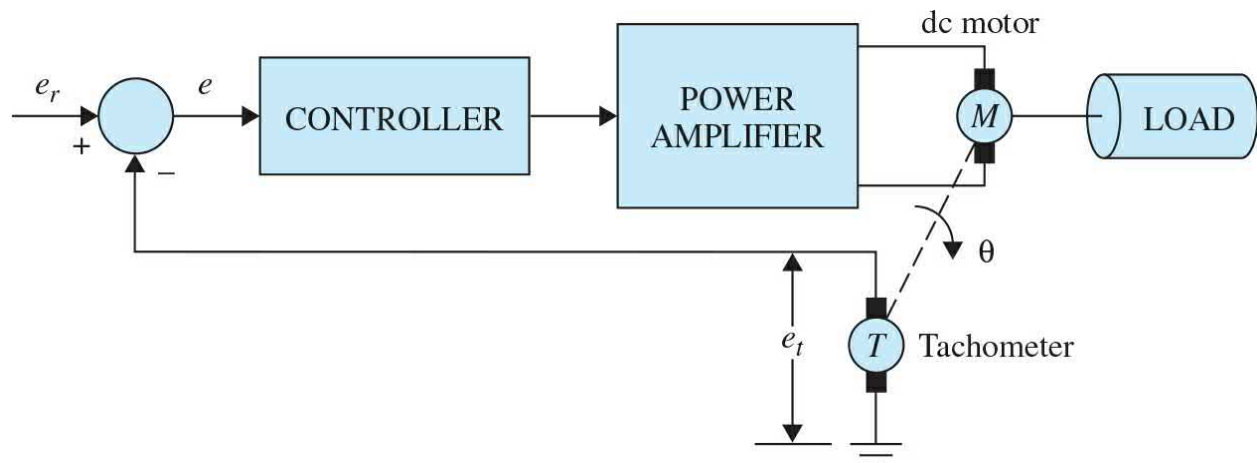 dc motor
e_r
e
+
−
CONTROLLER
POWER
AMPLIFIER
M
LOAD
θ
e_t
T
Tachometer